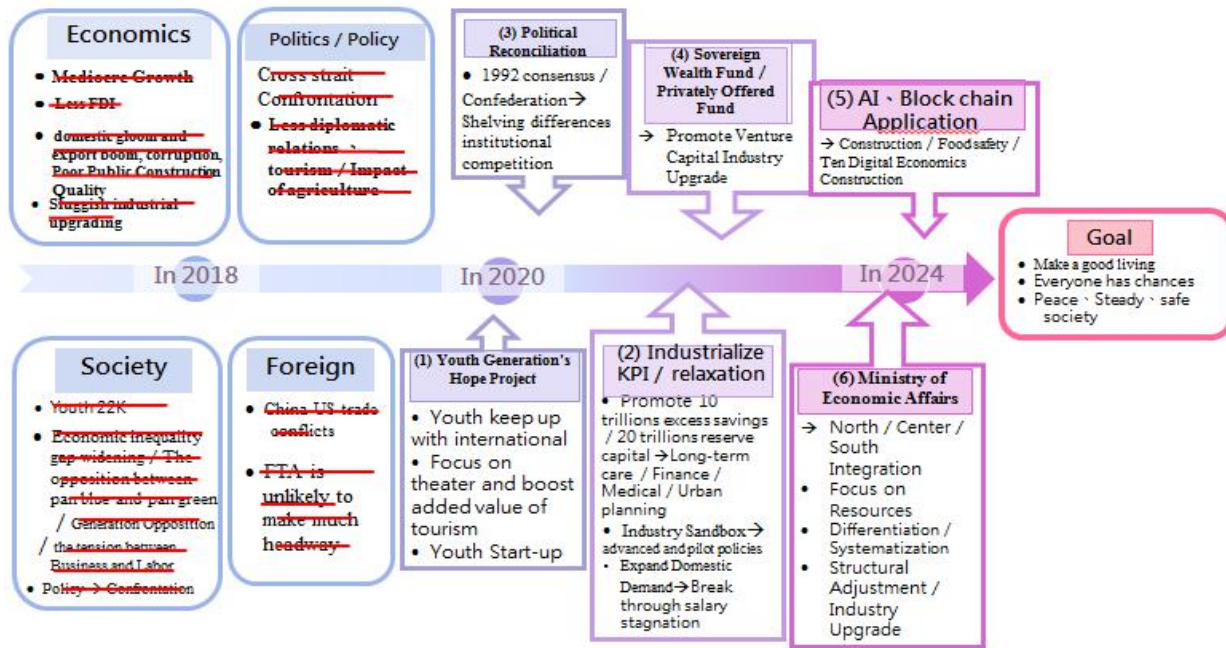 Economics
• Mediocre Growth
• Less FDI
• domestic gloom and
export boom, corruption,
Poor Public Construction
Quality
• Sluggish industrial
upgrading
Politics / Policy
Cross strait
Confrontation
• Less diplomatic
relations、
tourism / Impact
of agriculture
(3) Political
Reconciliation
• 1992 consensus /
Confederation→
Shelving differences
institutional
competition
(4) Sovereign
Wealth Fund /
Privately Offered
Fund
→ Promote Venture
Capital Industry
Upgrade
(5) AI、Block chain
Application
→ Construction / Food safety /
Ten Digital Economics
Construction
In 2018
In 2020
In 2024
Goal
• Make a good living
• Everyone has chances
• Peace、Steady、safe
society
Society
• Youth 22K
• Economic inequality
gap widening / The
opposition between
pan blue and pan green
/ Generation Opposition
/ the tension between
Business and Labor
• Policy → Confrontation
Foreign
• China US trade
conflicts
• FTA is
unlikely to
make much
headway
(1) Youth Generation's
Hope Project
• Youth keep up
with international
• Focus on
theater and boost
added value of
tourism
• Youth Start-up
(2) Industrialize
KPI / relaxation
• Promote 10
trillions excess savings
/ 20 trillions reserve
capital →Long-term
care / Finance /
Medical / Urban
planning
• Industry Sandbox→
advanced and pilot policies
• Expand Domestic
Demand→Break
through salary
stagnation
(6) Ministry of
Economic Affairs
→ North / Center /
South
Integration
• Focus on
Resources
• Differentiation /
Systematization
• Structural
Adjustment /
Industry
Upgrade